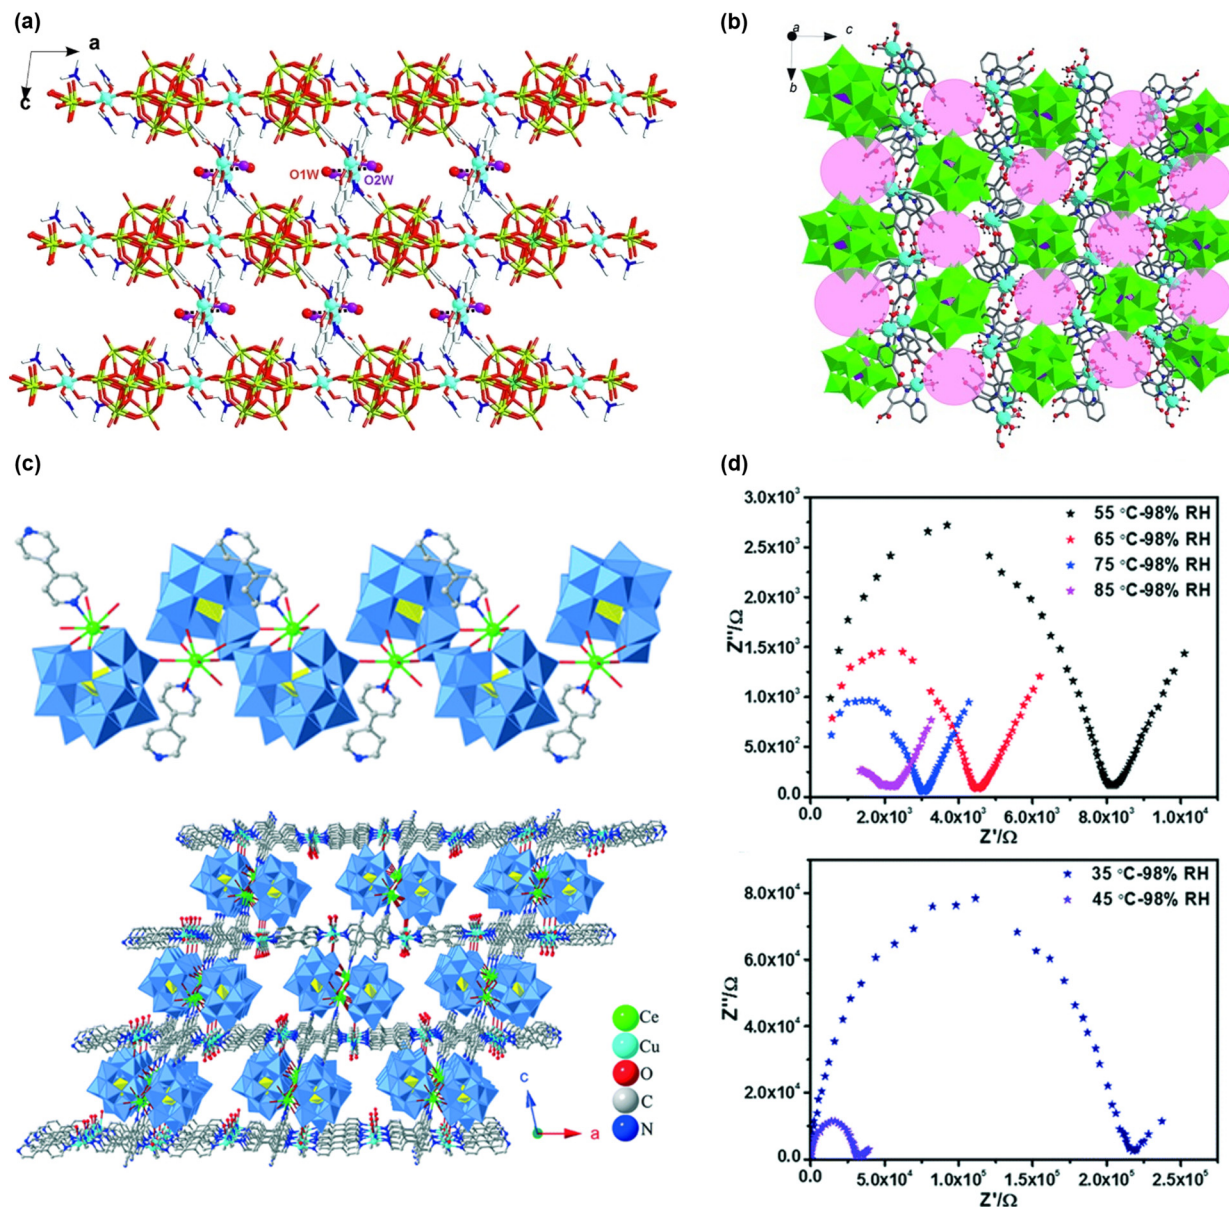 (a)
a
c
O1W
O2W
(b)
a
c
b
(c)
Ce
Cu
O
C
N
c
a
(d)
3.0x10³
2.5x10³
2.0x10³
1.5x10³
1.0x10³
5.0x10²
0.0
Z''/Ω
55 °C-98% RH
65 °C-98% RH
75 °C-98% RH
85 °C-98% RH
0.0 2.0x10³ 4.0x10³ 6.0x10³ 8.0x10³ 1.0x10⁴
Z'/Ω
8.0x10⁴
6.0x10⁴
4.0x10⁴
2.0x10⁴
0.0
Z''/Ω
35 °C-98% RH
45 °C-98% RH
0.0 5.0x10⁴ 1.0x10⁵ 1.5x10⁵ 2.0x10⁵ 2.5x10⁵
Z'/Ω